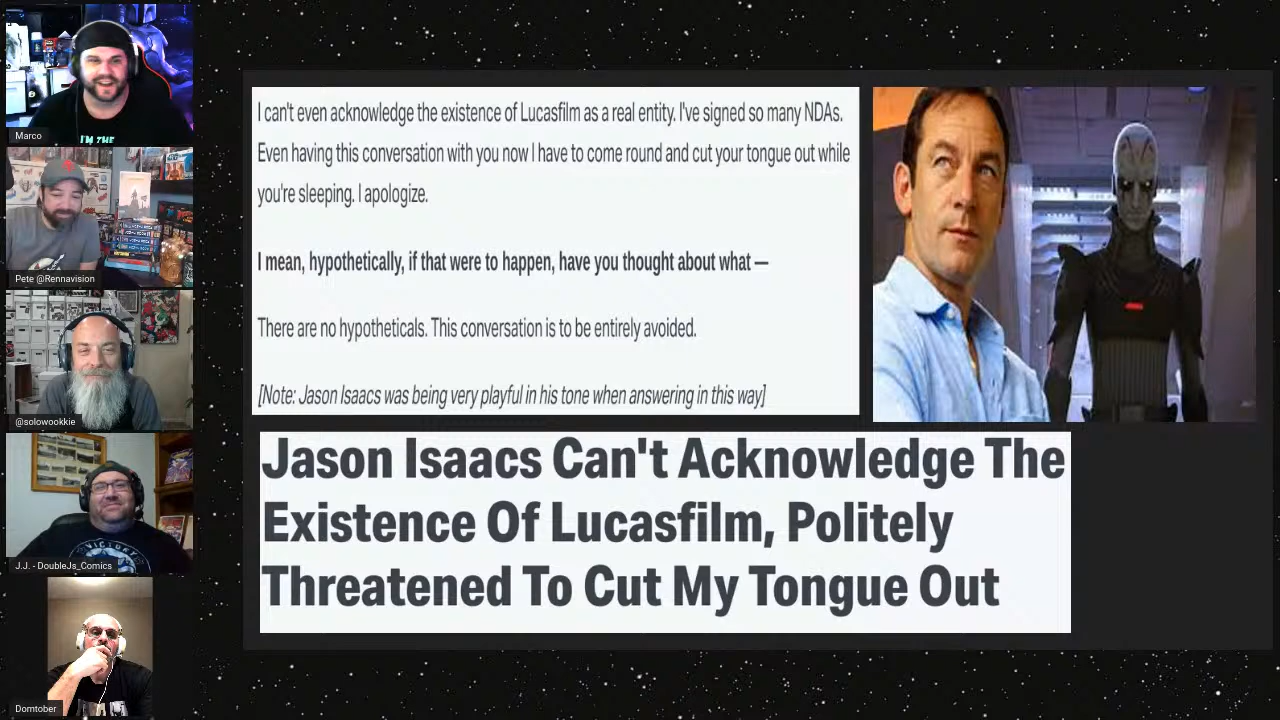 I'M THE
Marco
Pete @Rennavision
@solowookkie
VICTORY
J.J. - DoubleJs_Comics
Domtober
I can't even acknowledge the existence of Lucasfilm as a real entity. I've signed so many NDAs.
Even having this conversation with you now I have to come round and cut your tongue out while
you're sleeping. I apologize.
I mean, hypothetically, if that were to happen, have you thought about what —
There are no hypotheticals. This conversation is to be entirely avoided.
[Note: Jason Isaacs was being very playful in his tone when answering in this way]
Jason Isaacs Can't Acknowledge The
Existence Of Lucasfilm, Politely
Threatened To Cut My Tongue Out